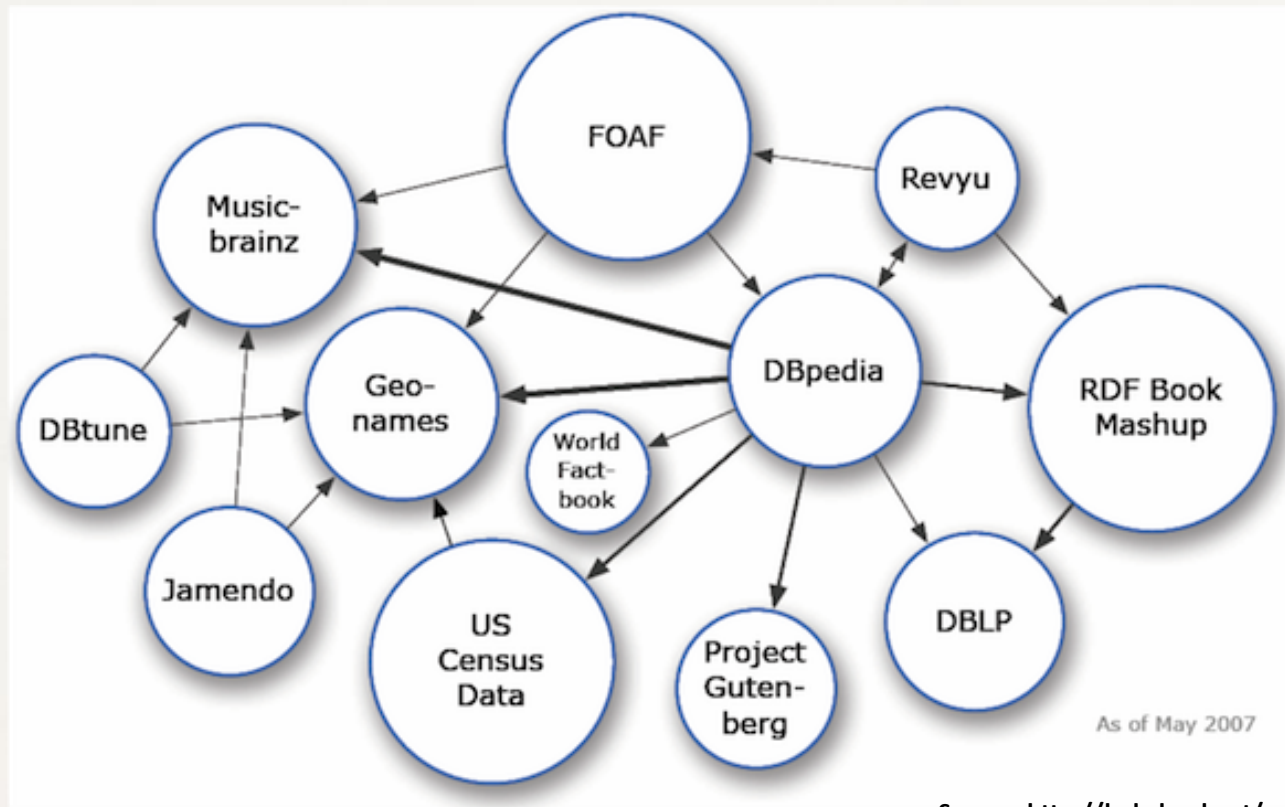 FOAF
Revyu
Music-
brainz
DBpedia
Geo-
names
RDF Book
Mashup
DBtune
World
Fact-
book
Jamendo
US
Census
Data
Project
Guten-
berg
DBLP
As of May 2007